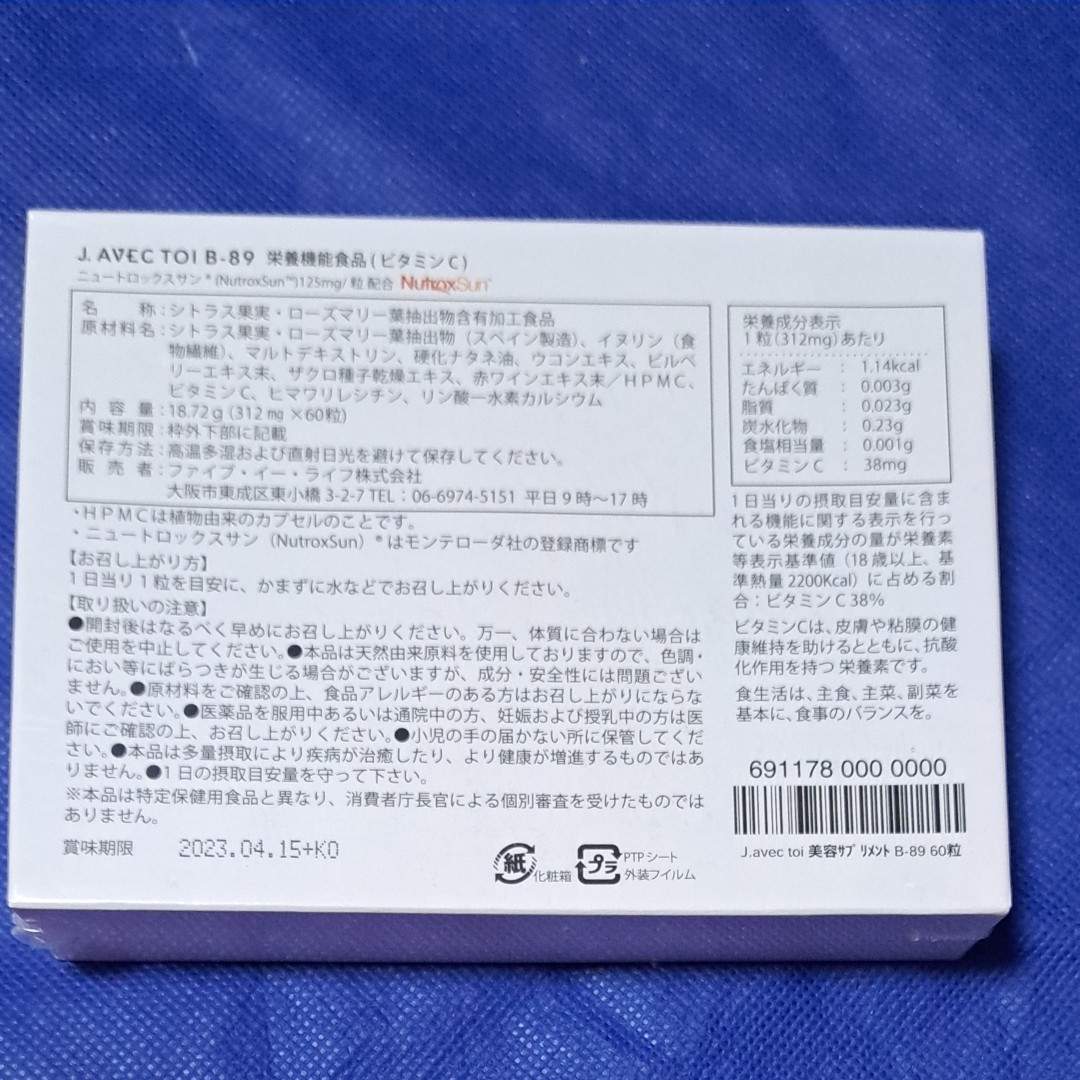 J. AVEC TOI B-89 栄養機能食品(ビタミンC)
ニュートロックスサン®(NutroxSun™)125mg/粒 配合 NutroxSun™
名称:シトラス果実・ローズマリー葉抽出物含有加工食品
原材料名:シトラス果実・ローズマリー葉抽出物(スペイン製造)、イヌリン(食
物繊維)、マルトデキストリン、硬化ナタネ油、ウコンエキス、ビルベ
リーエキス末、ザクロ種子乾燥エキス、赤ワインエキス末/HPMC、
ビタミンC、ヒマワリレシチン、リン酸一水素カルシウム
内容量:18.72g(312㎎×60粒)
賞味期限:枠外下部に記載
保存方法:高温多湿および直射日光を避けて保存してください。
販売者:ファイブ・イー・ライフ株式会社
大阪市東成区東小橋3-2-7 TEL:06-6974-5151 平日9時~17時
・HPMCは植物由来のカプセルのことです。
・ニュートロックスサン(NutroxSun)®はモンテローダ社の登録商標です
【お召し上がり方】
1日当り1粒を目安に、かまずに水などでお召し上がりください。
【取り扱いの注意】
●開封後はなるべく早めにお召し上がりください。万一、体質に合わない場合は
ご使用を中止してください。●本品は天然由来原料を使用しておりますので、色調・
におい等にばらつきが生じる場合がございますが、成分・安全性には問題ござい
ません。●原材料をご確認の上、食品アレルギーのある方はお召し上がりにならな
いでください。●医薬品を服用中あるいは通院中の方、妊娠および授乳中の方は医
師にご確認の上、お召し上がりください。●小児の手の届かない所に保管してくだ
さい。●本品は多量摂取により疾病が治癒したり、より健康が増進するものではあ
りません。●1日の摂取目安量を守って下さい。
※本品は特定保健用食品と異なり、消費者庁長官による個別審査を受けたものでは
ありません。
賞味期限 2023.04.15+KO
紙 化粧箱
プラ PTPシート
外装フイルム
栄養成分表示
1粒(312mg)あたり
エネルギー : 1.14kcal
たんぱく質 : 0.003g
脂質 : 0.023g
炭水化物 : 0.23g
食塩相当量 : 0.001g
ビタミンC : 38mg
1日当りの摂取目安量に含ま
れる機能に関する表示を行っ
ている栄養成分の量が栄養素
等表示基準値(18歳以上、基
準熱量2200Kcal)に占める割
合:ビタミンC 38%
ビタミンCは、皮膚や粘膜の健
康維持を助けるとともに、抗酸
化作用を持つ 栄養素です。
食生活は、主食、主菜、副菜を
基本に、食事のバランスを。
691178 000 0000
J.avec toi 美容サプリメント B-89 60粒